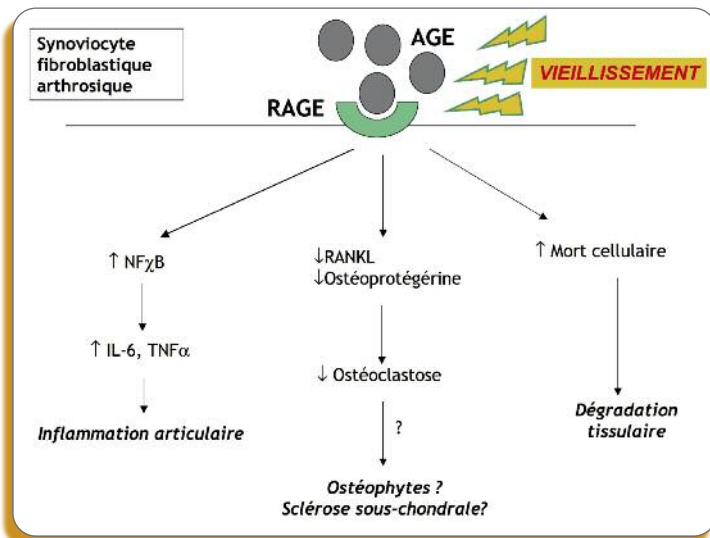 Synoviocyte
fibroblastique
arthrosique
AGE
VIEILLISSEMENT
RAGE
↑ NFχB
↑ IL-6, TNFα
Inflammation articulaire
↓RANKL
↓Ostéoprotégérine
↓ Ostéoclastose
?
Ostéophytes ?
Sclérose sous-chondrale?
↑ Mort cellulaire
Dégradation
tissulaire